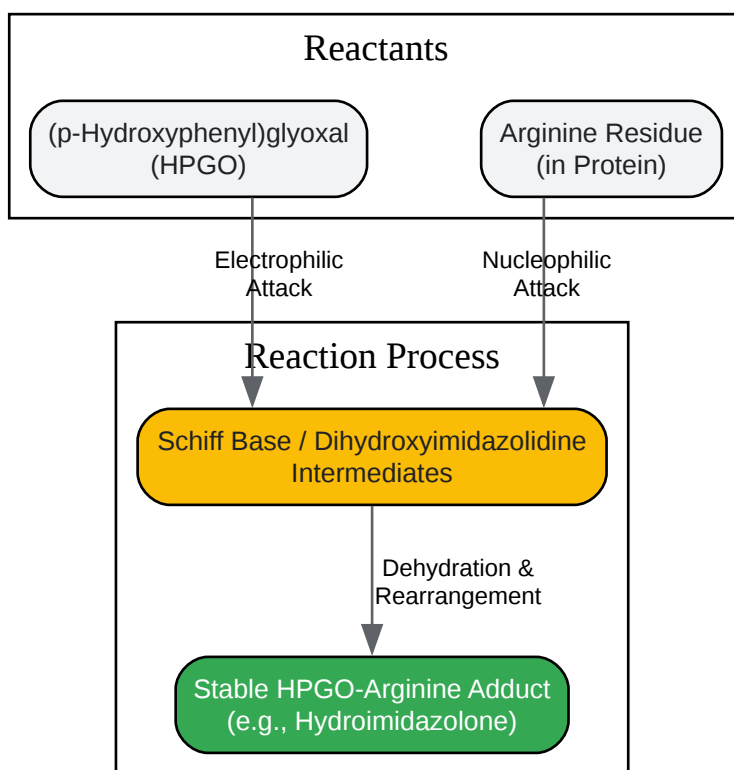 Reactants
(p-Hydroxyphenyl)glyoxal
(HPGO)
Arginine Residue
(in Protein)
Electrophilic
Attack
Nucleophilic
Attack
Reaction Process
Schiff Base / Dihydroxyimidazolidine
Intermediates
Dehydration &
Rearrangement
Stable HPGO-Arginine Adduct
(e.g., Hydroimidazolone)